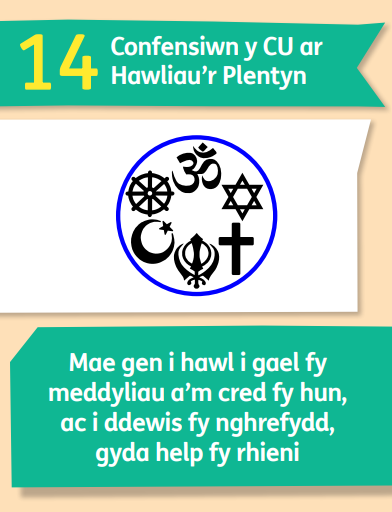 14
Confensiwn y CU ar
Hawliau'r Plentyn
Mae gen i hawl i gael fy
meddyliau a'm cred fy hun,
ac i ddewis fy nghrefydd,
gyda help fy rhieni